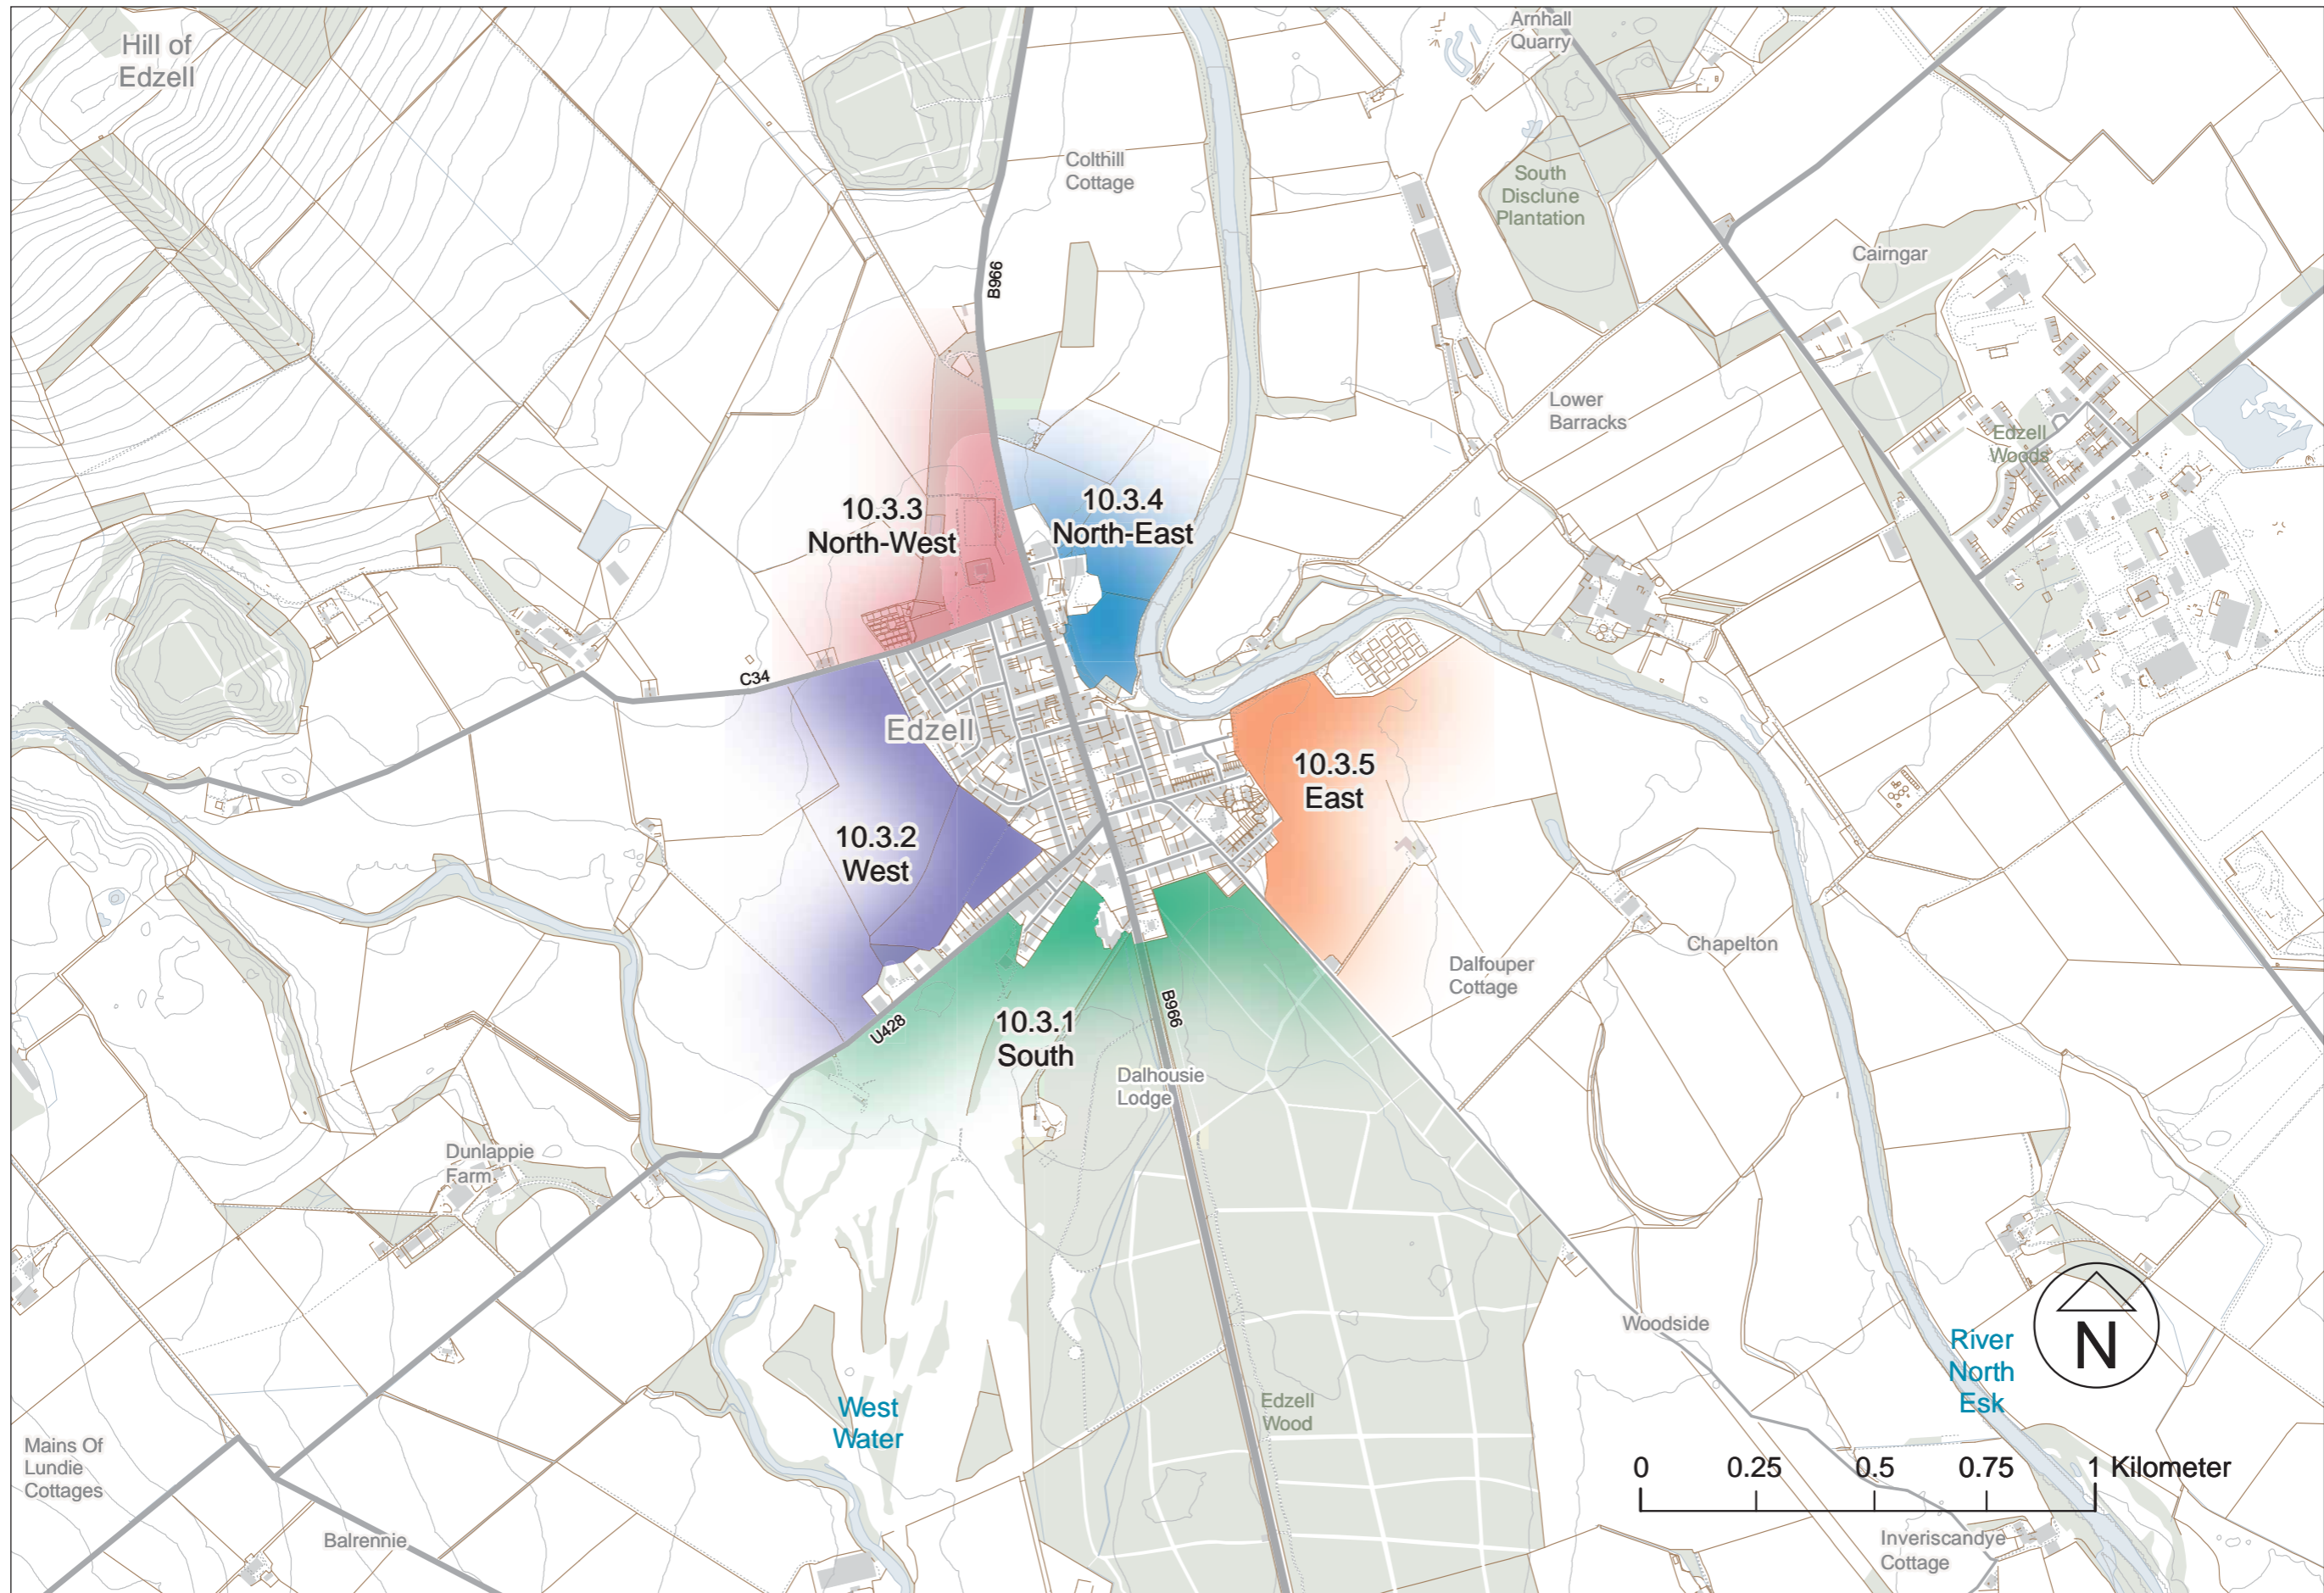 Hill of
Edzell
Arnhall
Quarry
Colthill
Cottage
South
Disclune
Plantation
Cairngar
B966
Lower
Barracks
Edzell
Woods
10.3.3
North-West
10.3.4
North-East
C34
Edzell
10.3.5
East
10.3.2
West
Chapelton
Dalfouper
Cottage
U428
10.3.1
South
B966
Dalhousie
Lodge
Dunlappie
Farm
Woodside
River
North
Esk
N
West
Water
Edzell
Wood
Mains Of
Lundie
Cottages
0 0.25 0.5 0.75 1 Kilometer
Balrennie
Inveriscandye
Cottage